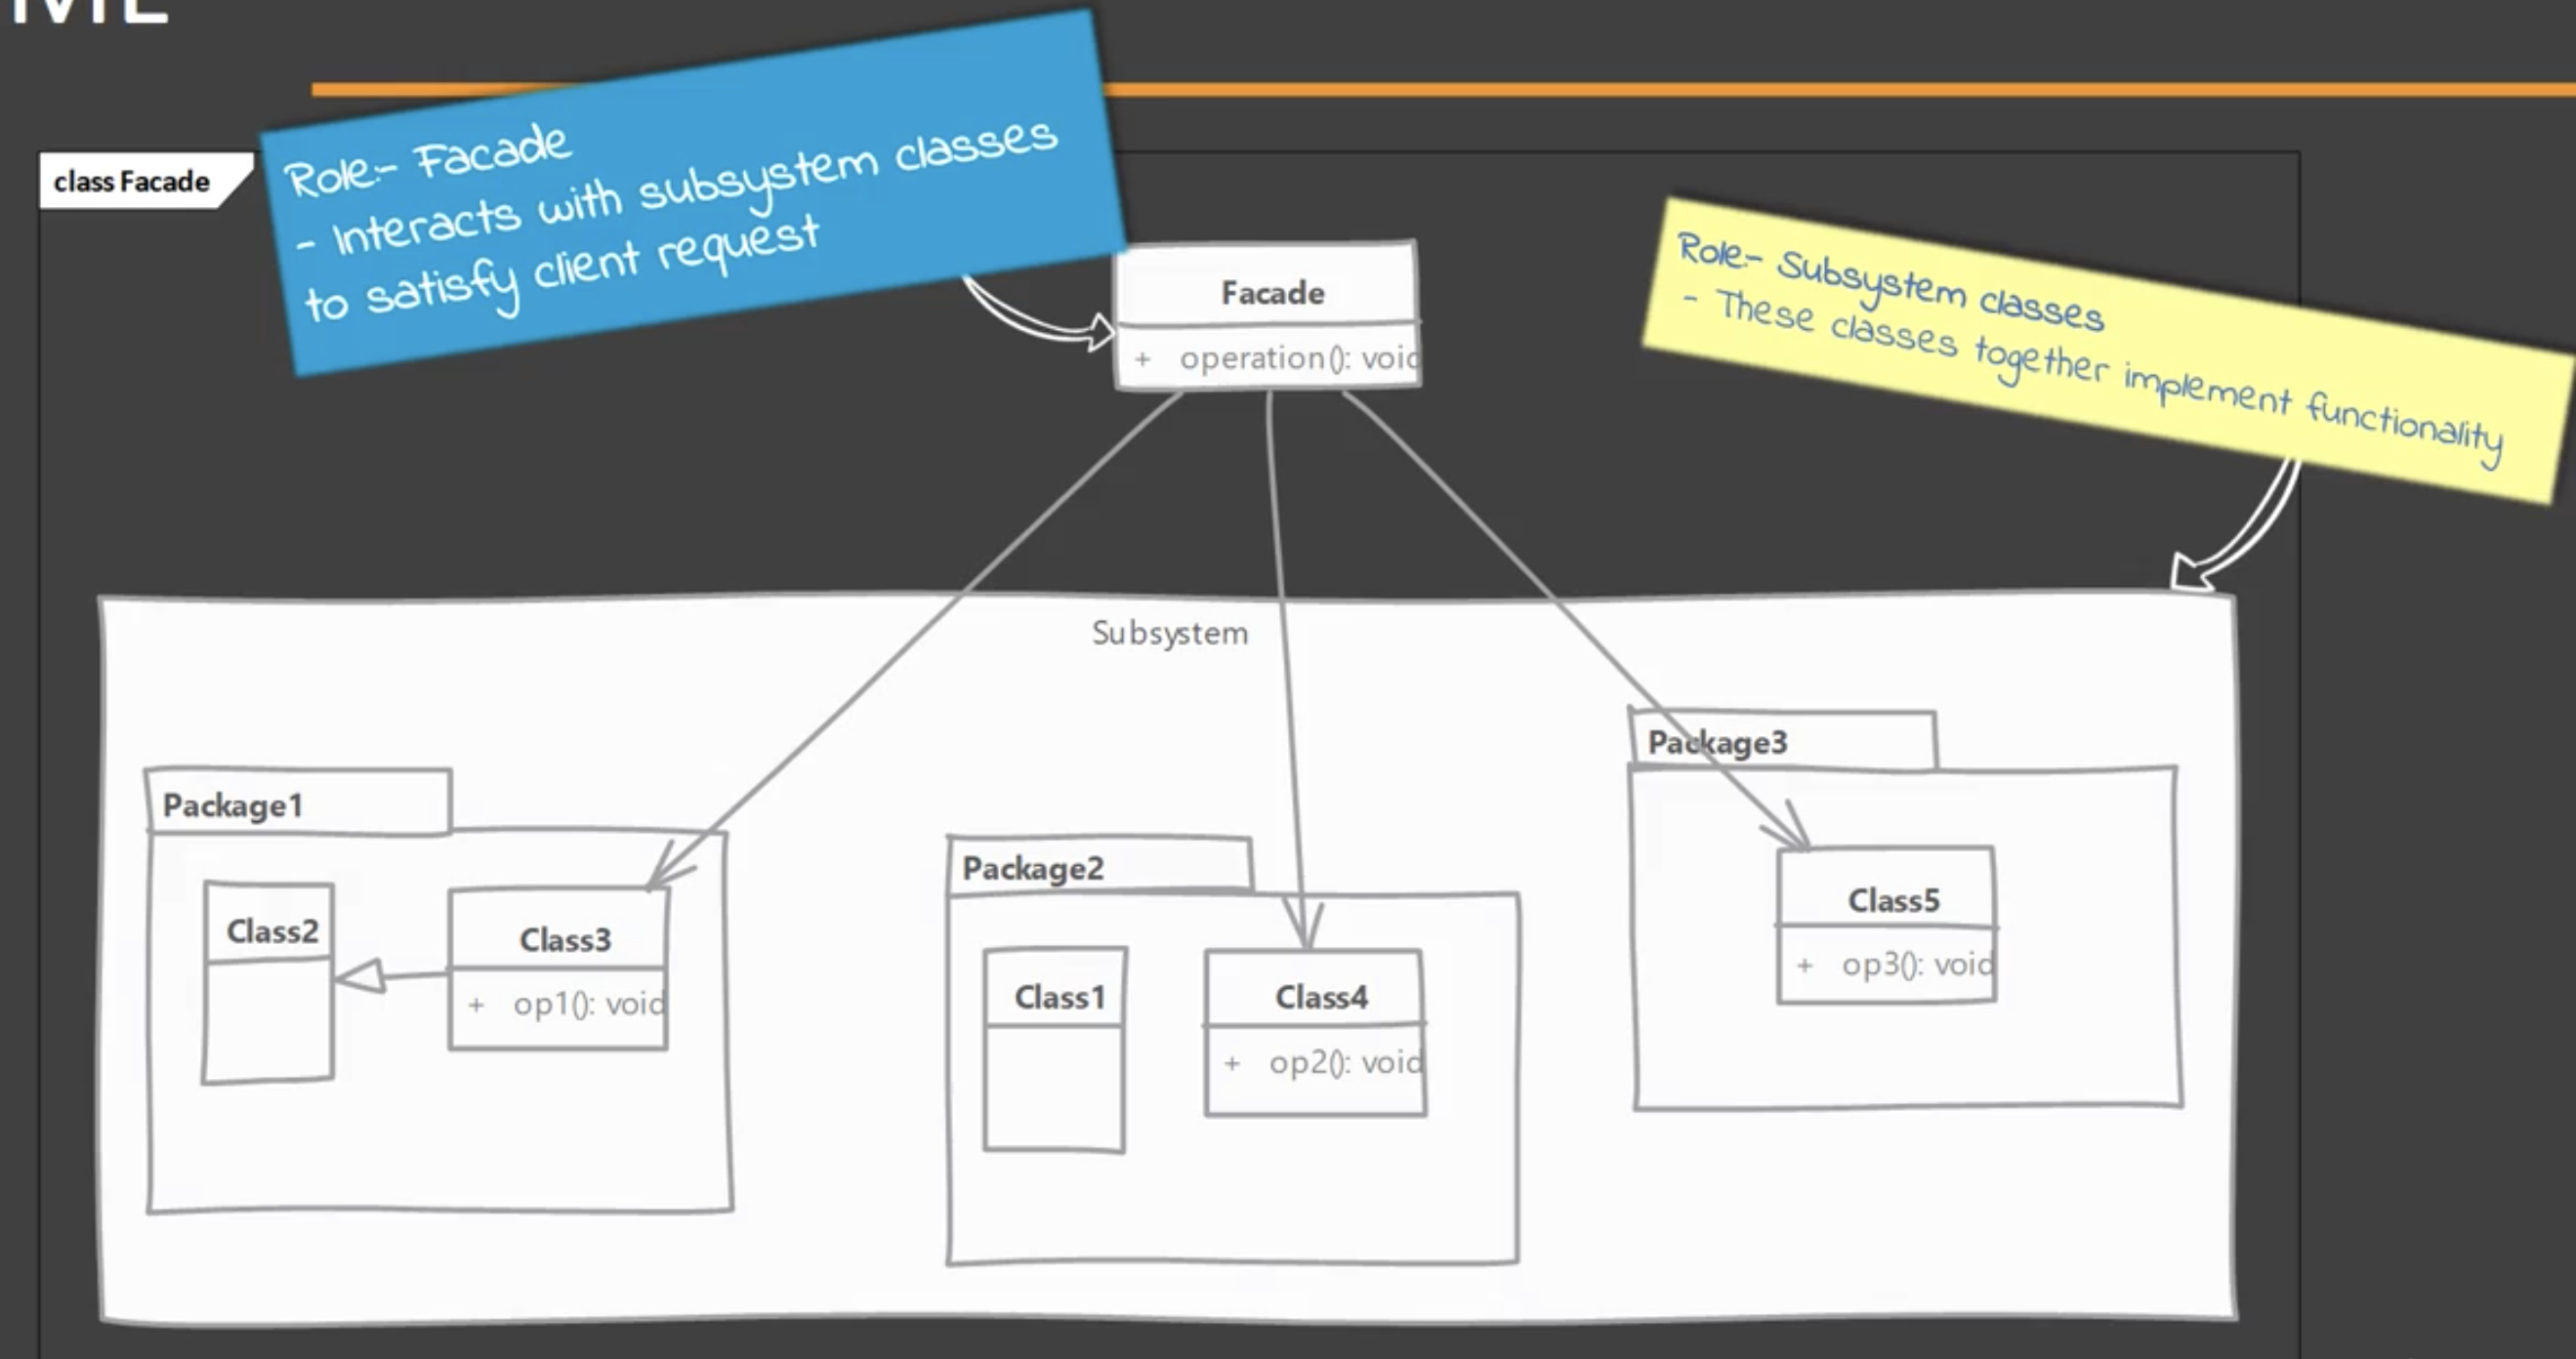 class Facade
Role:- Facade
- Interacts with subsystem classes
to satisfy client request
Facade
+ operation(): void
Role:- Subsystem classes
- These classes together implement functionality
Subsystem
Package1
Class2
Class3
+ op1(): void
Package2
Class1
Class4
+ op2(): void
Package3
Class5
+ op3(): void